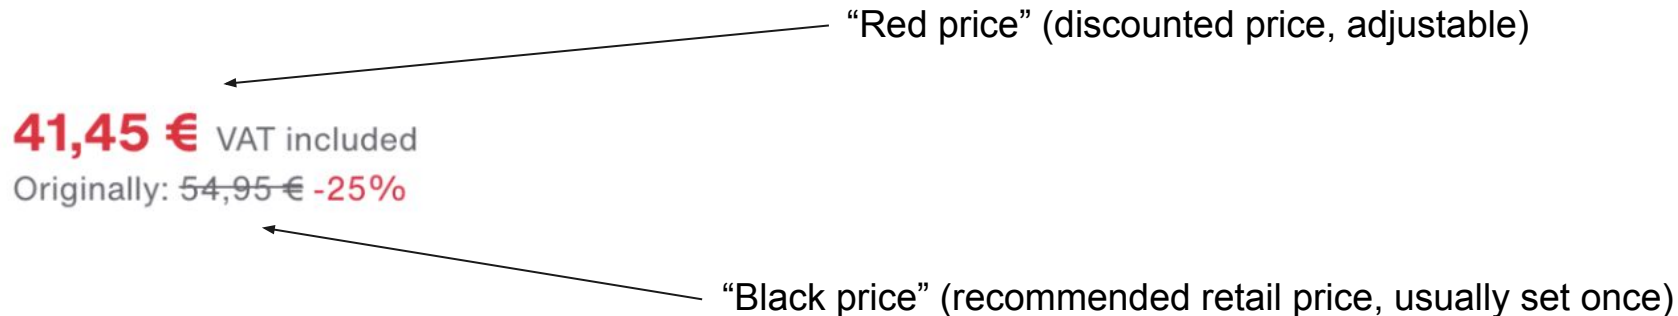 “Red price” (discounted price, adjustable)
41,45 € VAT included
Originally: 54,95 € -25%
“Black price” (recommended retail price, usually set once)